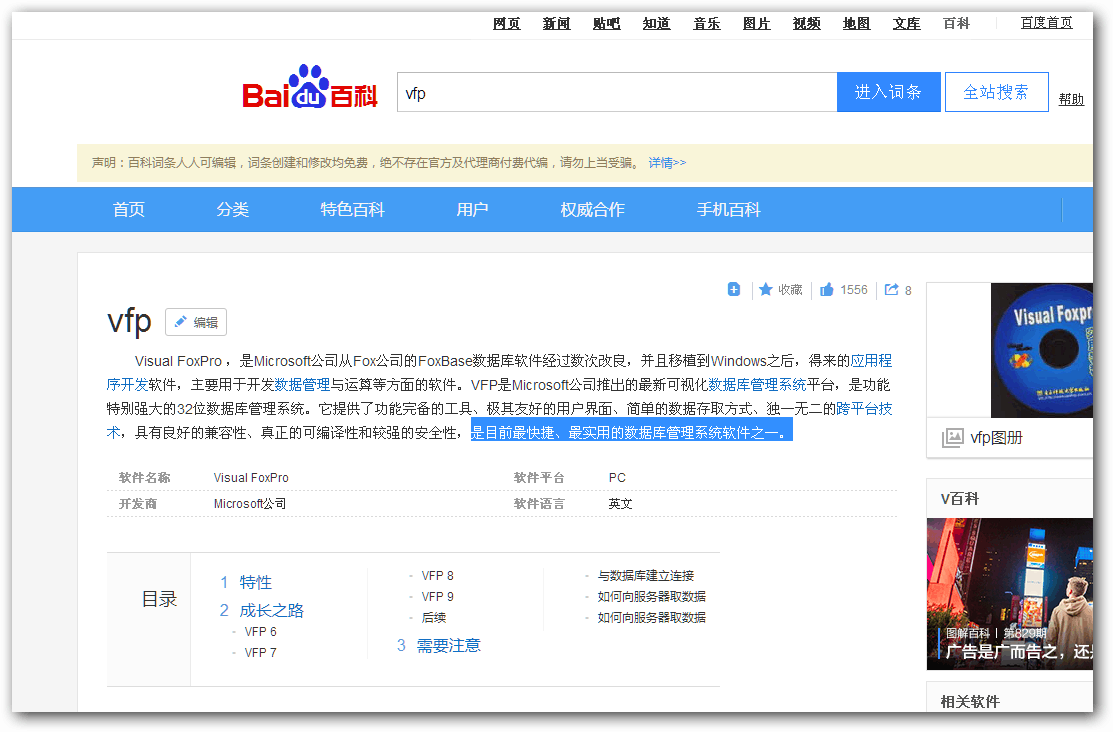 网页 新闻 贴吧 知道 音乐 图片 视频 地图 文库 百科 百度首页
Bai du 百科 vfp 进入词条 全站搜索 帮助
声明：百科词条人人可编辑，词条创建和修改均免费，绝不存在官方及代理商付费代编，请勿上当受骗。 详情>>
首页 分类 特色百科 用户 权威合作 手机百科
收藏 1556 8
vfp 编辑
Visual FoxPro ，是Microsoft公司从Fox公司的FoxBase数据库软件经过数次改良，并且移植到Windows之后，得来的应用程
序开发软件，主要用于开发数据管理与运算等方面的软件。VFP是Microsoft公司推出的最新可视化数据库管理系统平台，是功能
特别强大的32位数据库管理系统。它提供了功能完备的工具、极其友好的用户界面、简单的数据存取方式、独一无二的跨平台技
术，具有良好的兼容性、真正的可编译性和较强的安全性，是目前最快捷、最实用的数据库管理系统软件之一。
软件名称 Visual FoxPro 软件平台 PC
开发商 Microsoft公司 软件语言 英文
目录
1 特性
2 成长之路
- VFP 6
- VFP 7
- VFP 8
- VFP 9
- 后续
3 需要注意
- 与数据库建立连接
- 如何向服务器取数据
- 如何向服务器取数据
Visual Foxpr
vfp图册
V百科
图解百科 | 第829期
广告是广而告之，还
相关软件